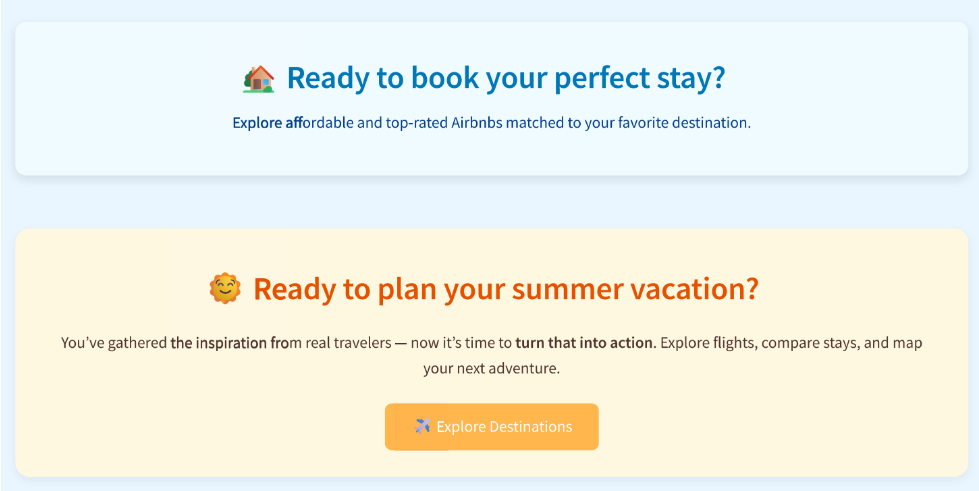 Ready to book your perfect stay?
Explore affordable and top-rated Airbnbs matched to your favorite destination.
Ready to plan your summer vacation?
You’ve gathered the inspiration from real travelers — now it’s time to turn that into action. Explore flights, compare stays, and map
your next adventure.
Explore Destinations